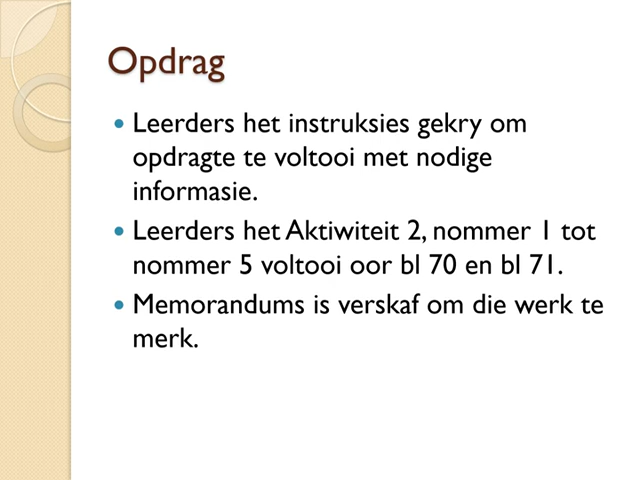 Opdrag
• Leerders het instruksies gekry om
opdragte te voltooi met nodige
informasie.
• Leerders het Aktiwiteit 2, nommer 1 tot
nommer 5 voltooi oor bl 70 en bl 71.
• Memorandums is verskaf om die werk te
merk.